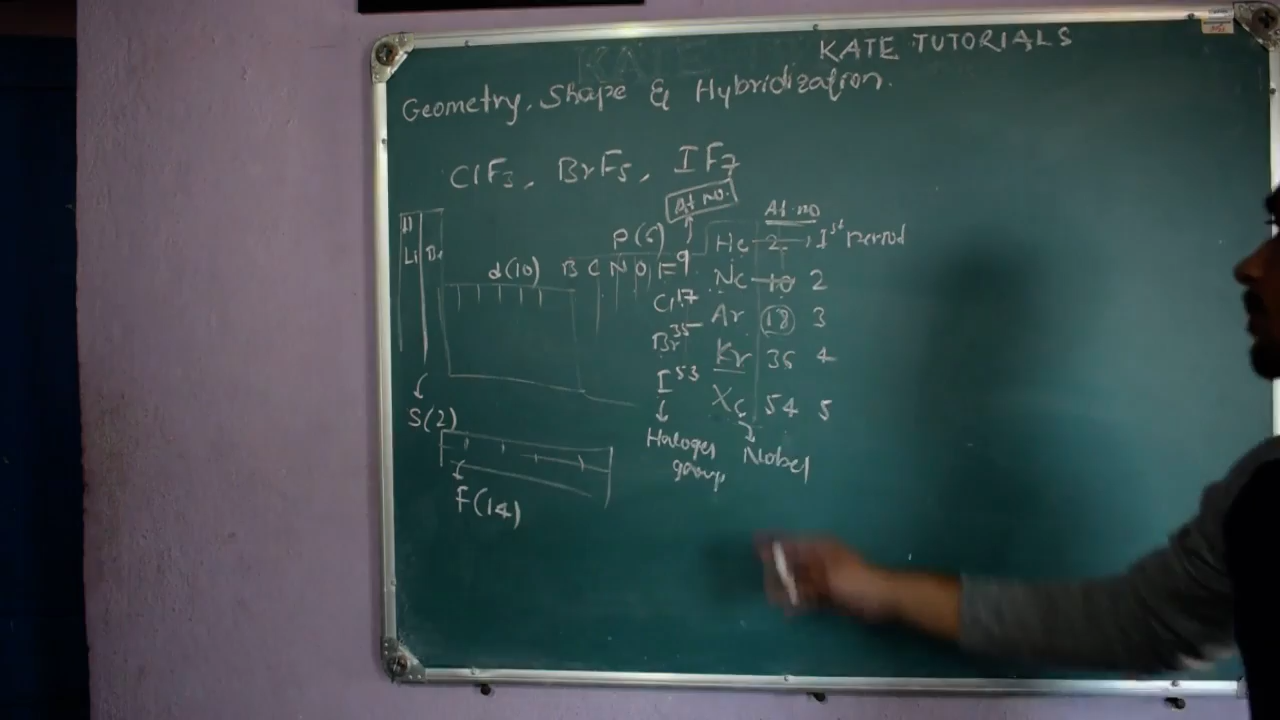 KATE TUTORIALS
Geometry, Shape & Hybridization.
ClF3, BrF5, IF7
At no.
At. no
H
P(6)
He 2 Ist Period
Li Be
d(10)
B C N O F 9
Ne 10 2
Cl 17
Ar 18 3
Br 35
Kr 36 4
I 53
Xe 54 5
S(2)
Halogen
group
Nobel
F(14)